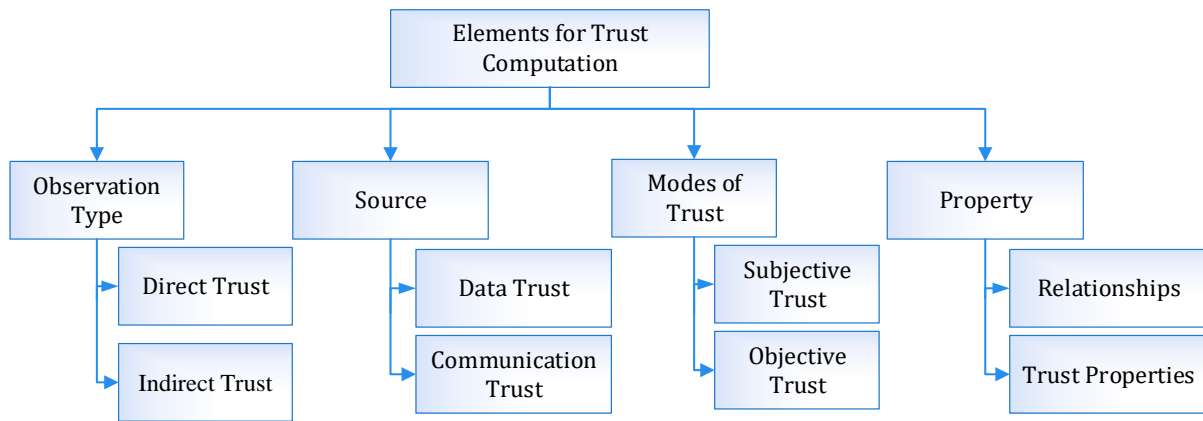 Elements for Trust
Computation
Observation
Type
Source
Modes of
Trust
Property
Direct Trust
Data Trust
Subjective
Trust
Relationships
Indirect Trust
Communication
Trust
Objective
Trust
Trust Properties